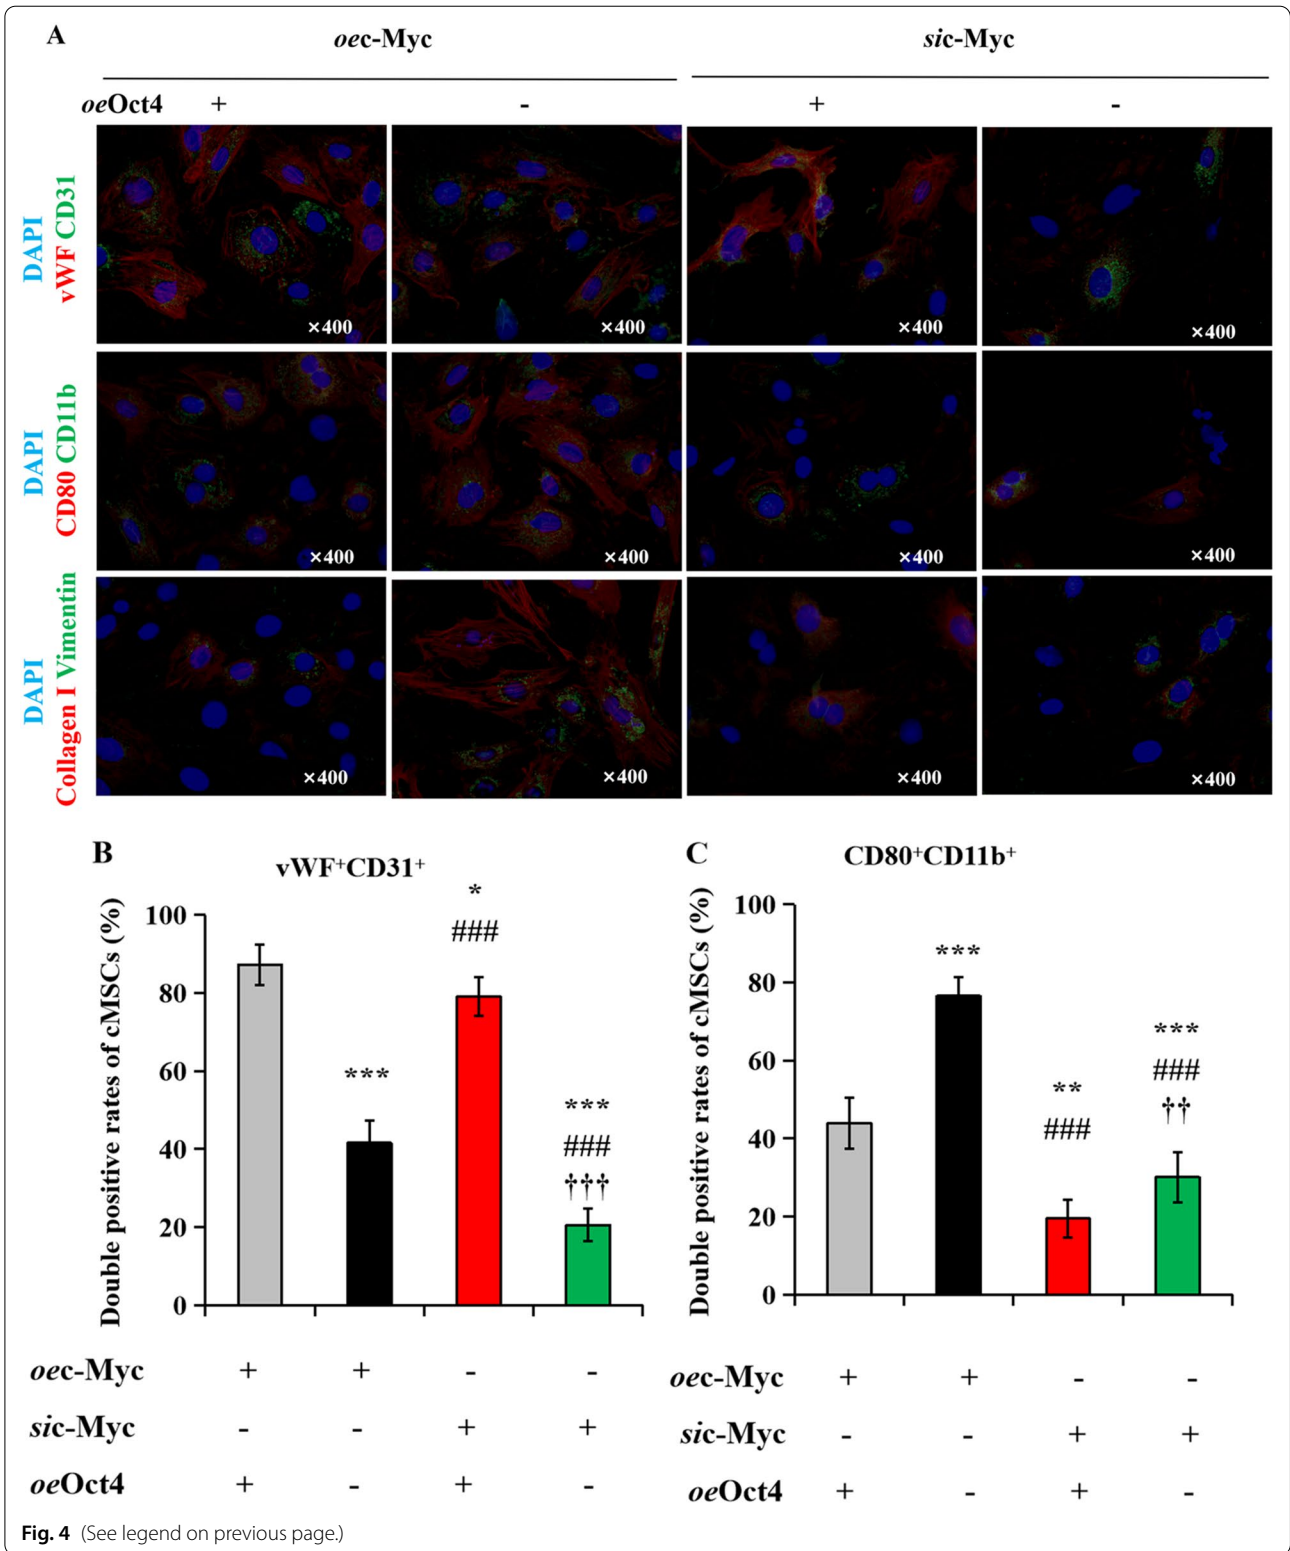 A
oec-Myc
sic-Myc
oeOct4 + - + -
DAPI
vWF CD31
×400 ×400 ×400 ×400
DAPI
CD80 CD11b
×400 ×400 ×400 ×400
DAPI
Collagen I Vimentin
×400 ×400 ×400 ×400
B
vWF⁺CD31⁺
Double positive rates of cMSCs (%)
100
80
60
40
20
0
***
*
###
***
###
†††
oec-Myc + + - -
sic-Myc - - + +
oeOct4 + - + -
C
CD80⁺CD11b⁺
Double positive rates of cMSCs (%)
100
80
60
40
20
0
***
**
###
***
###
††
oec-Myc + + - -
sic-Myc - - + +
oeOct4 + - + -
Fig. 4 (See legend on previous page.)